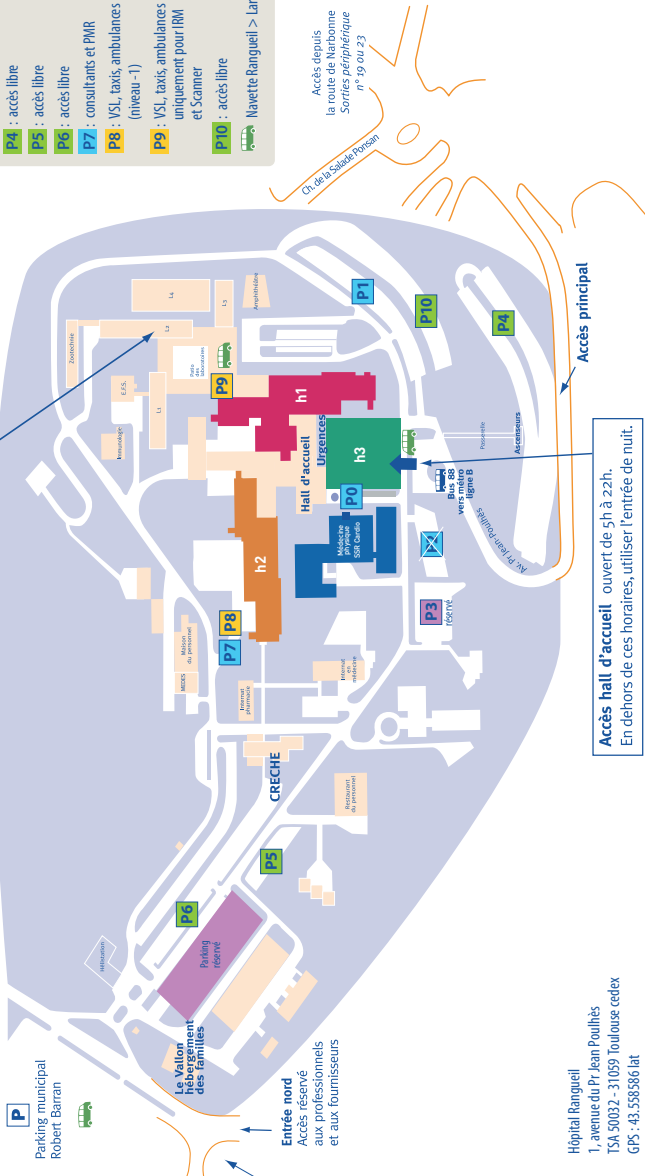 P4 : accès libre
P5 : accès libre
P6 : accès libre
P7 : consultants et PMR
P8 : VSL, taxis, ambulances
(niveau -1)
P9 : VSL, taxis, ambulances
uniquement pour IRM
et Scanner
P10 : accès libre
Navette Rangueil >
Accès depuis
la route de Narbonne
Sorties périphérique
n° 19 ou 23
Ch. de la Salade Ponsan
P
Parking municipal
Robert Barran
Hélistation
Le Vallon
hébergement
des familles
Parking
réservé
P6
P5
Entrée nord
Accès réservé
aux professionnels
et aux fournisseurs
CRECHE
Restaurant
du personnel
MEDES
Maison
du personnel
Internat
pharmacie
Internat
en
médecine
P7
P8
h2
Immunologie
E.F.S.
Zootechnie
L1
L2
L3
L4
Patio
des
laboratoires
Amphithéâtre
P9
h1
Hall d'accueil
Urgences
h3
P0
Médecine
physique
SSR Cardio
P1
P10
P4
P2
P3
réservé
Bus 88
vers métro
ligne B
Av. Pr Jean Poulhès
Passerelle
Ascenseurs
Accès principal
Accès hall d'accueil ouvert de 5h à 22h.
En dehors de ces horaires, utiliser l'entrée de nuit.
Hôpital Rangueil
1, avenue du Pr Jean Poulhès
TSA 50032 - 31059 Toulouse cedex
GPS : 43.558586 lat